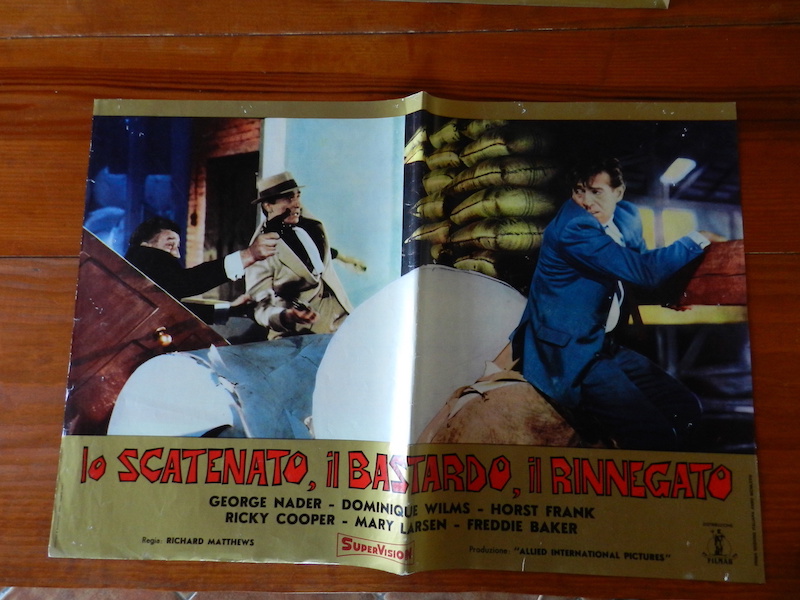 Io SCATENATO, il BASTARDO, il RINNEGATO
GEORGE NADER - DOMINIQUE WILMS - HORST FRANK
RICKY COOPER - MARY LARSEN - FREDDIE BAKER
Regia: RICHARD MATTHEWS
SUPERVISION
Produzione: "ALLIED INTERNATIONAL PICTURES"
FILMAR